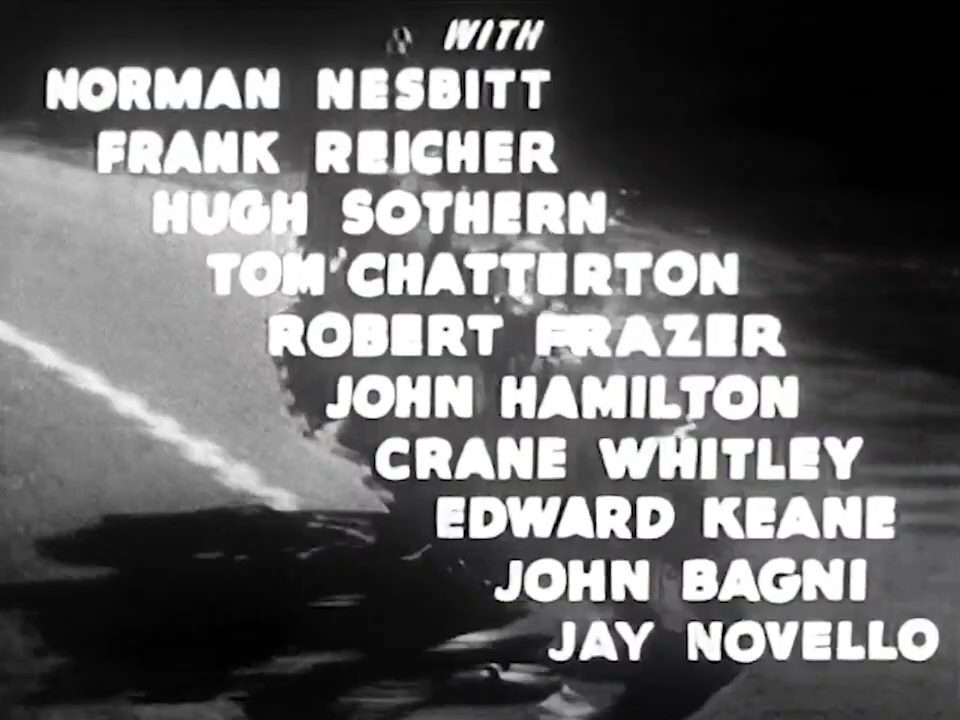 WITH
NORMAN NESBITT
FRANK REICHER
HUGH SOTHERN
TOM CHATTERTON
ROBERT FRAZER
JOHN HAMILTON
CRANE WHITLEY
EDWARD KEANE
JOHN BAGNI
JAY NOVELLO